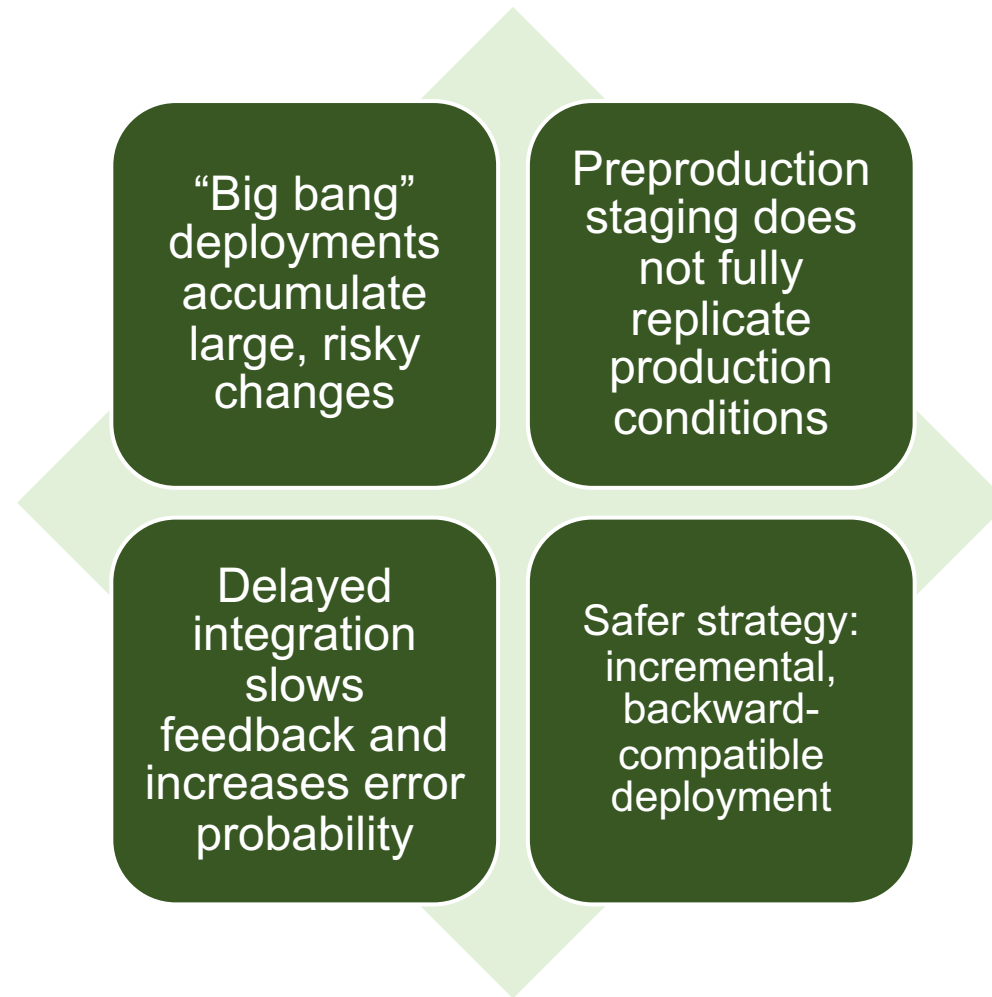 “Big bang”
deployments
accumulate
large, risky
changes
Preproduction
staging does
not fully
replicate
production
conditions
Delayed
integration
slows
feedback and
increases error
probability
Safer strategy:
incremental,
backward-
compatible
deployment